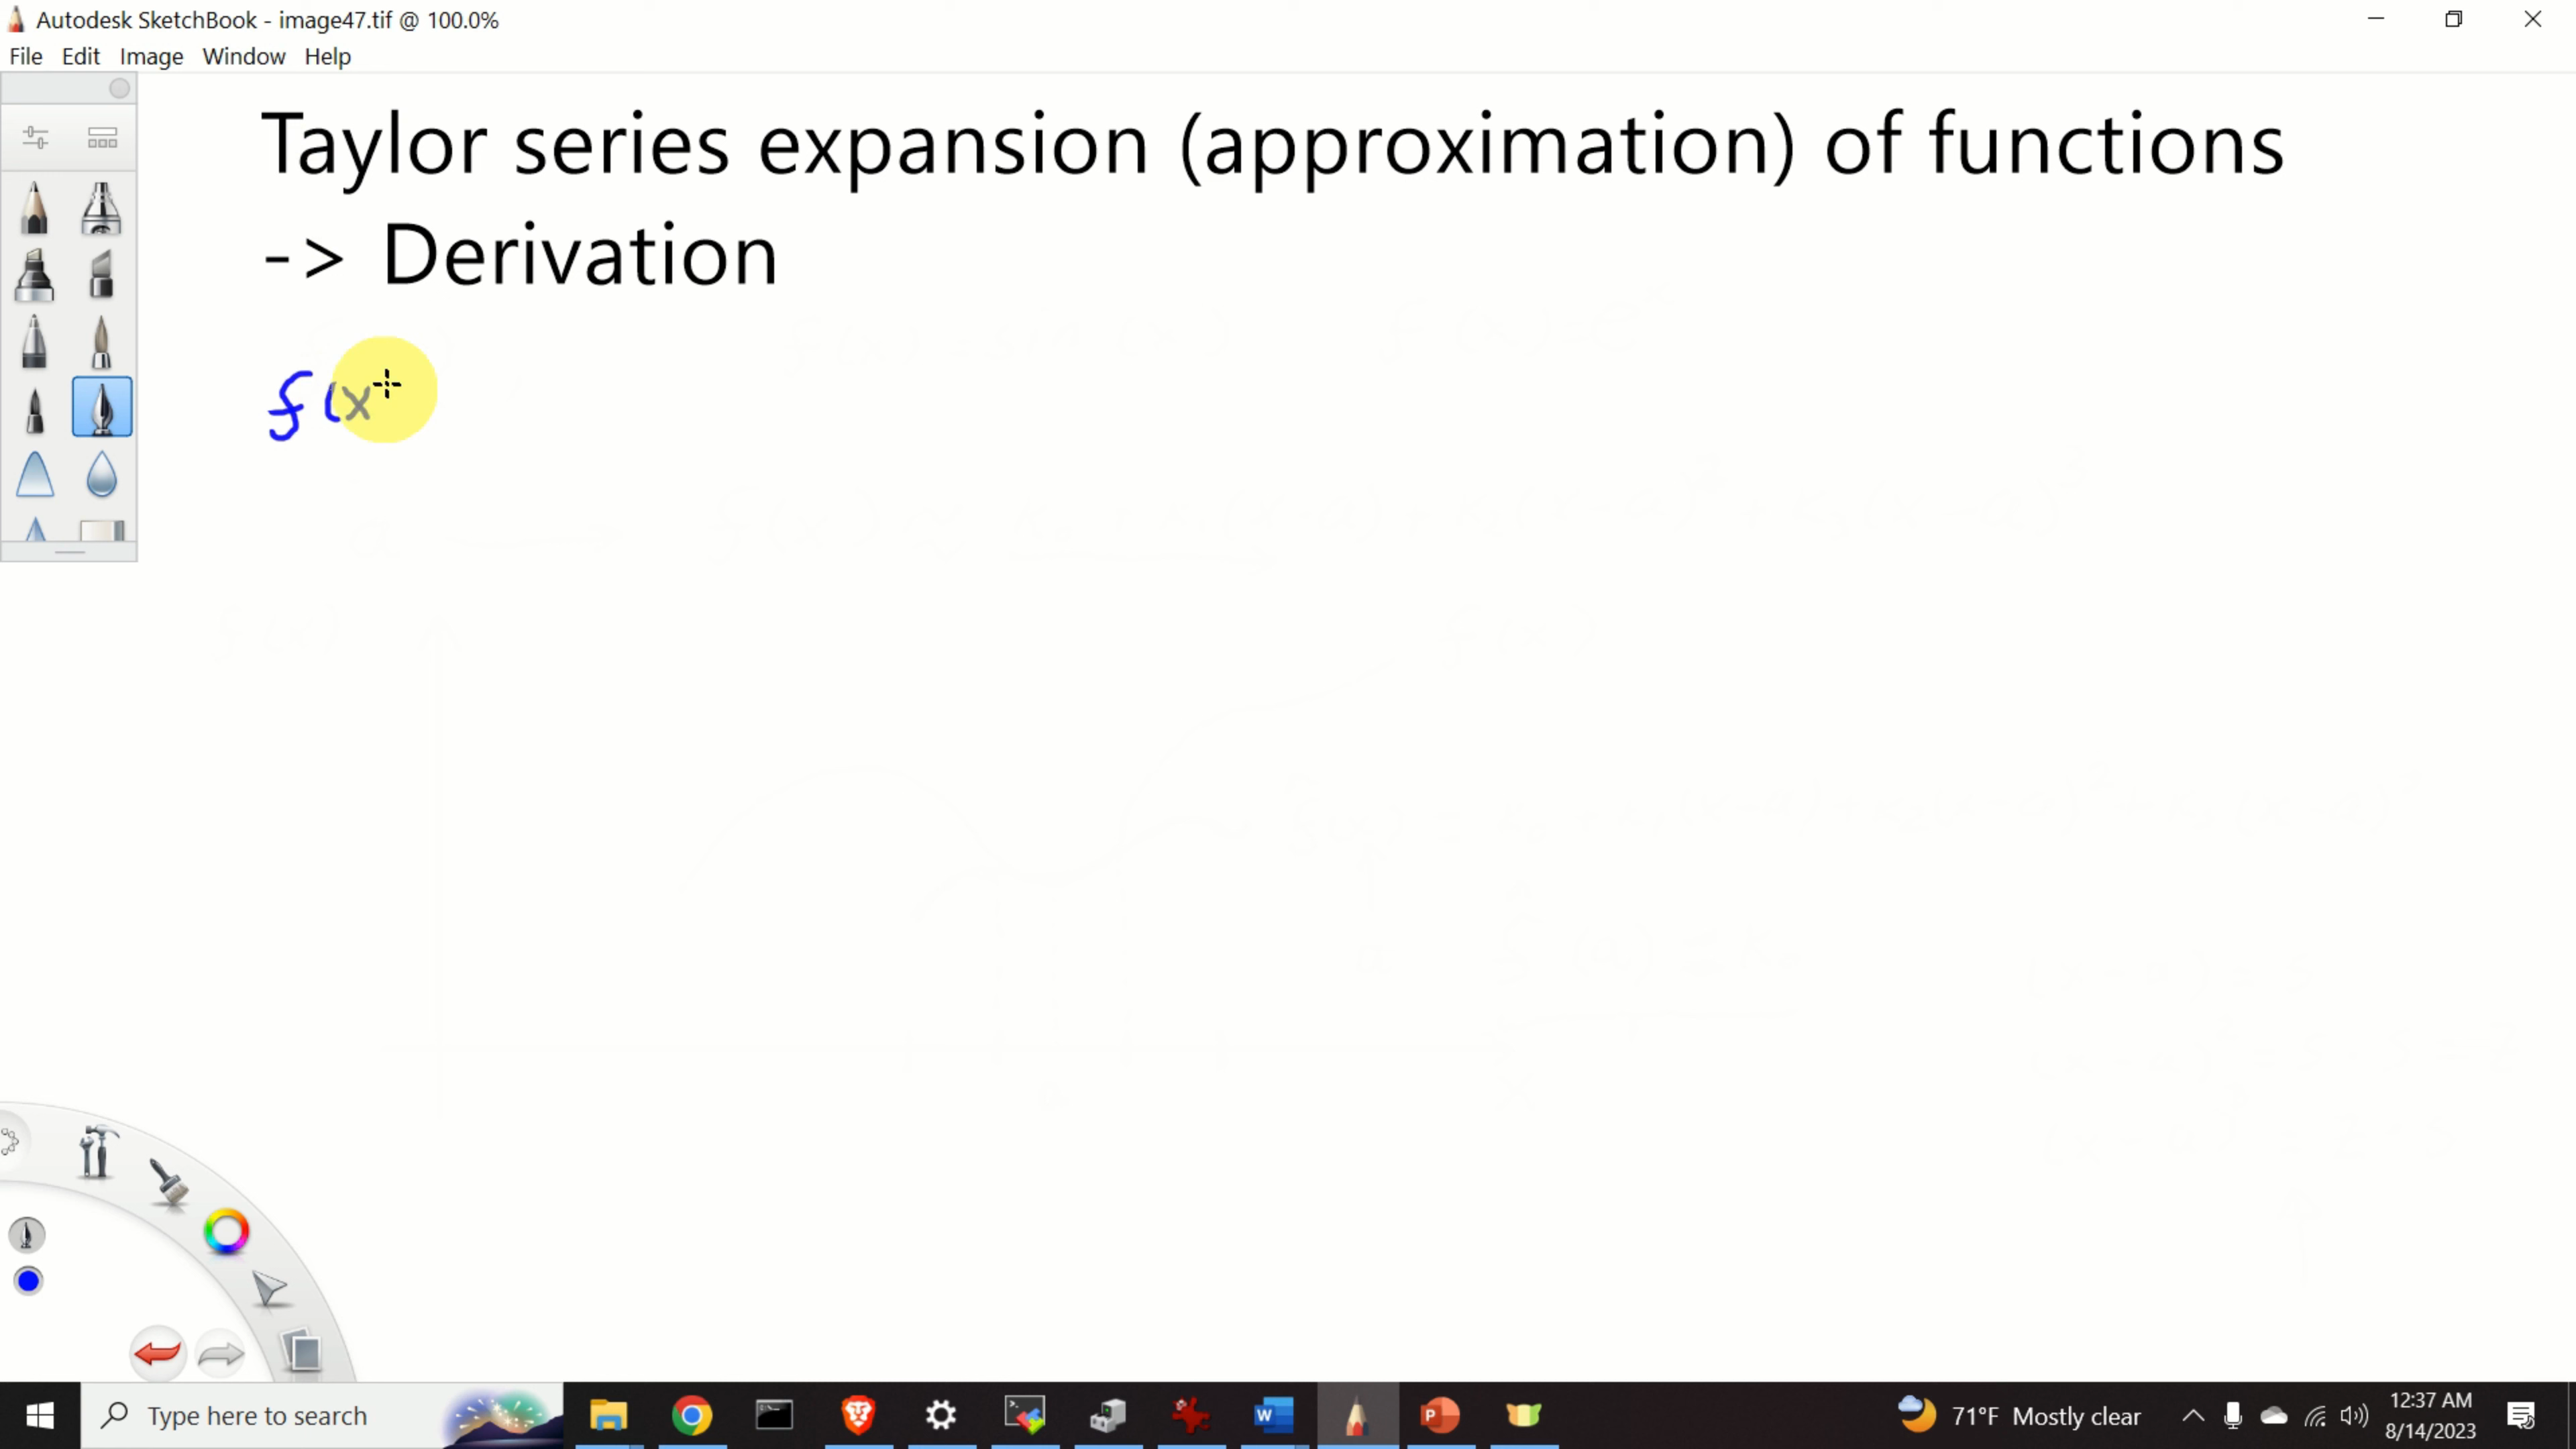 Autodesk SketchBook - image47.tif @ 100.0%
File Edit Image Window Help
Taylor series expansion (approximation) of functions
-> Derivation
f(x
Type here to search
71°F Mostly clear
12:37 AM
8/14/2023